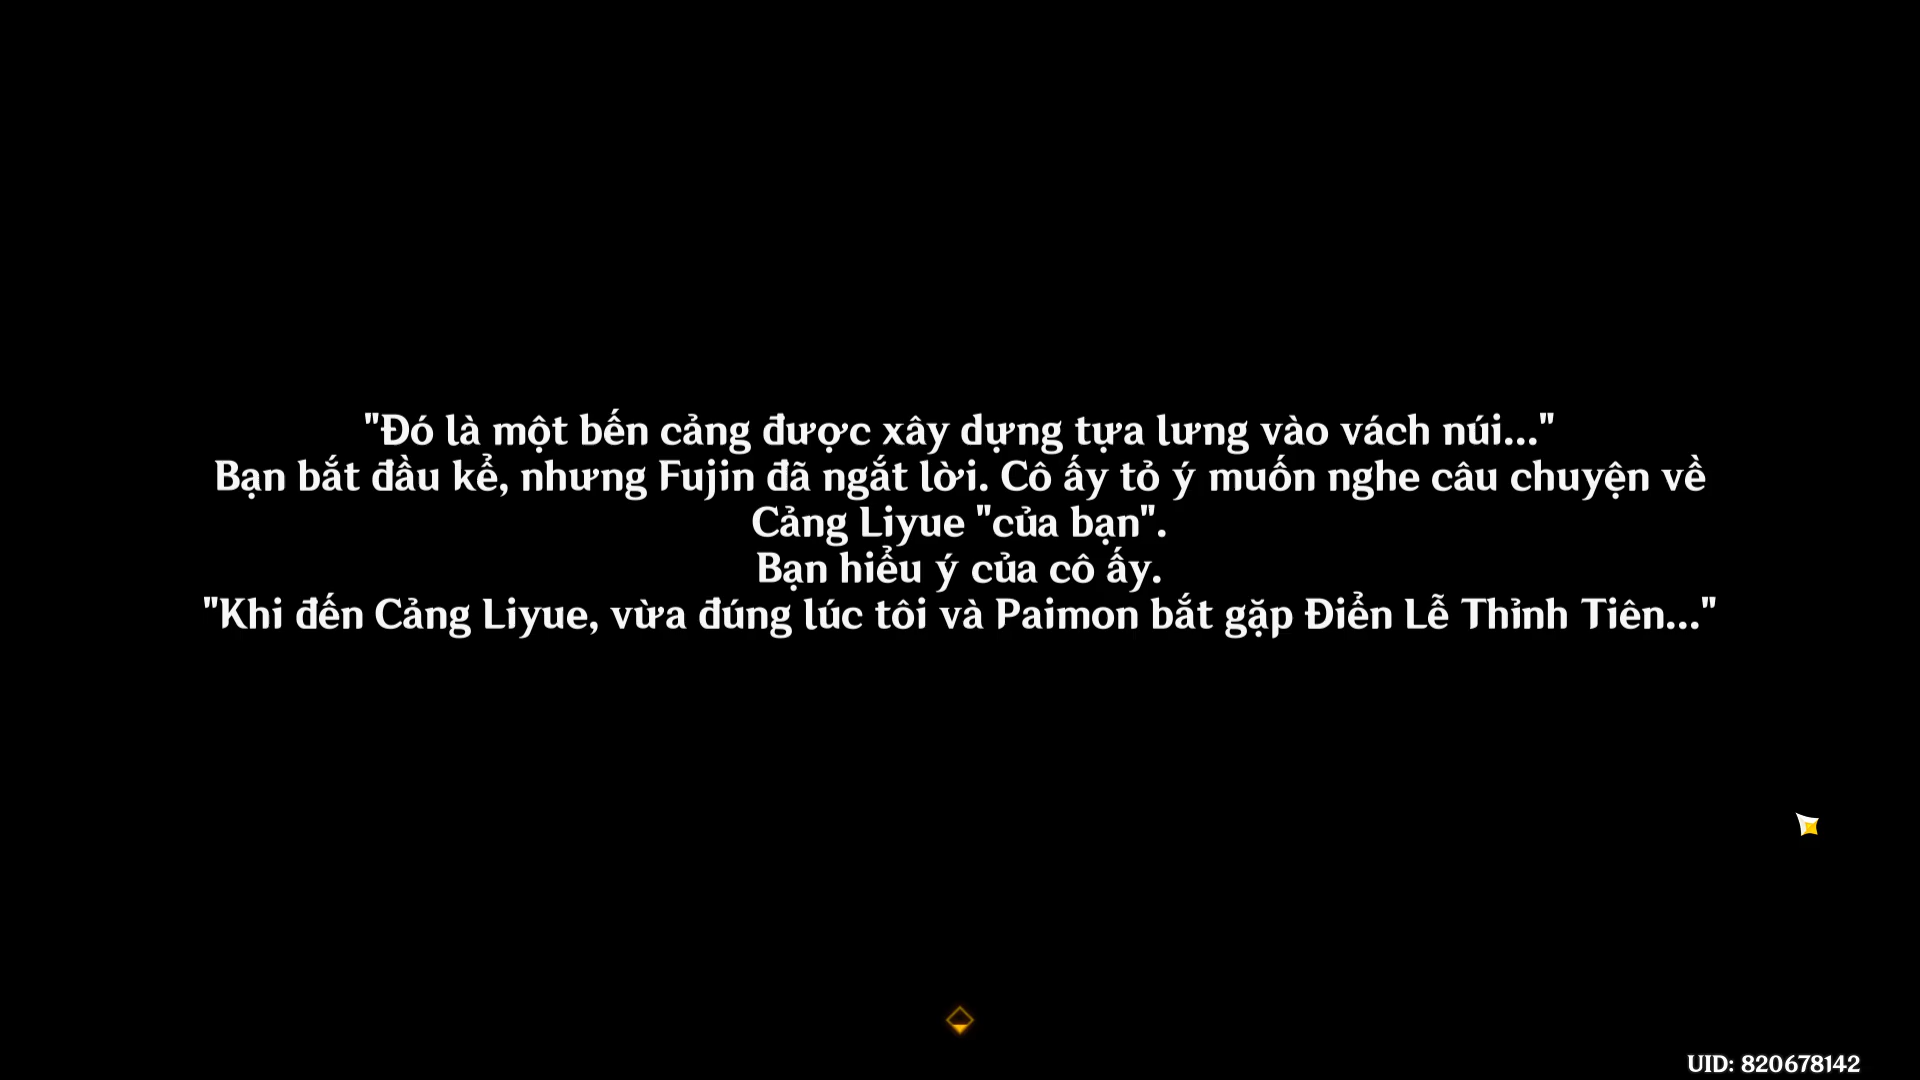 "Đó là một bến cảng được xây dựng tựa lưng vào vách núi..."
Bạn bắt đầu kể, nhưng Fujin đã ngắt lời. Cô ấy tỏ ý muốn nghe câu chuyện về
Cảng Liyue "của bạn".
Bạn hiểu ý của cô ấy.
"Khi đến Cảng Liyue, vừa đúng lúc tôi và Paimon bắt gặp Điển Lễ Thỉnh Tiên..."
UID: 820678142